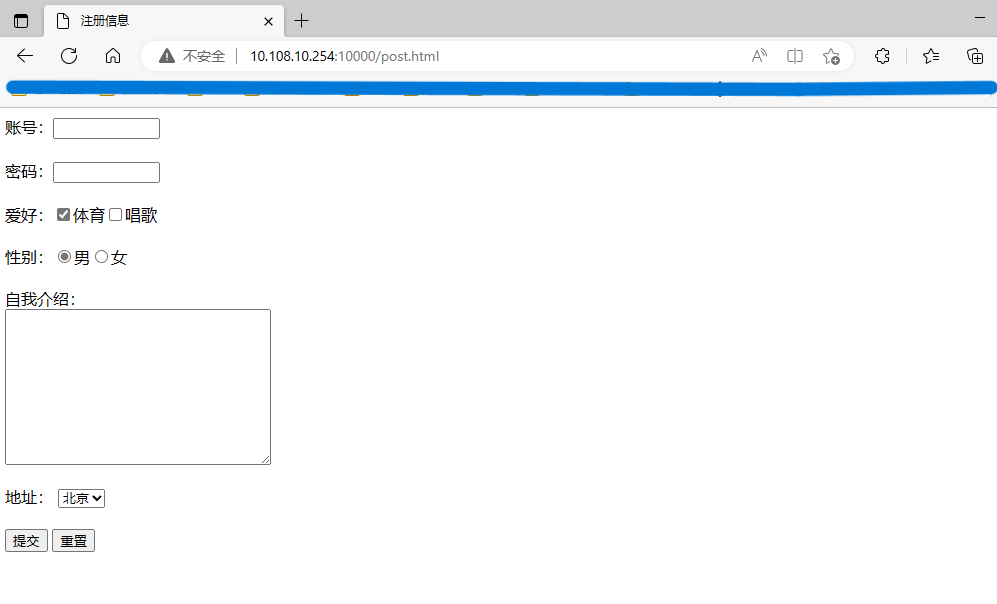 注册信息
不安全 10.108.10.254:10000/post.html
账号：
密码：
爱好： 体育 唱歌
性别： 男 女
自我介绍：
地址： 北京
提交 重置